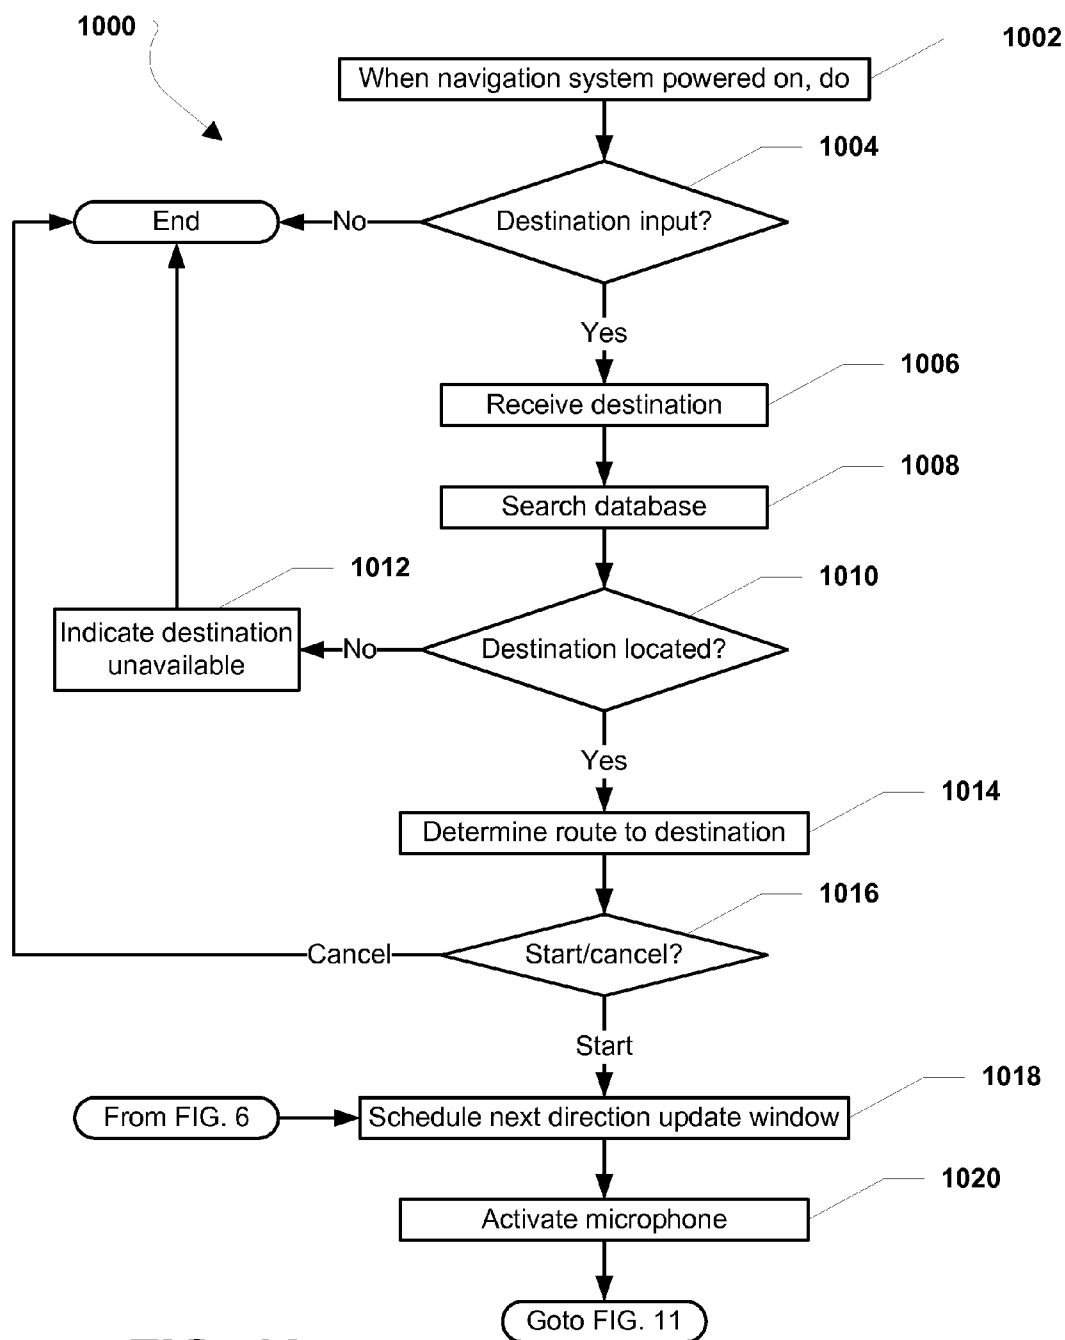 1000
1002
When navigation system powered on, do
1004
End
No
Destination input?
Yes
1006
Receive destination
1008
Search database
1012
1010
Indicate destination
unavailable
No
Destination located?
Yes
1014
Determine route to destination
1016
Cancel
Start/cancel?
Start
1018
From FIG. 6
Schedule next direction update window
1020
Activate microphone
Goto FIG. 11